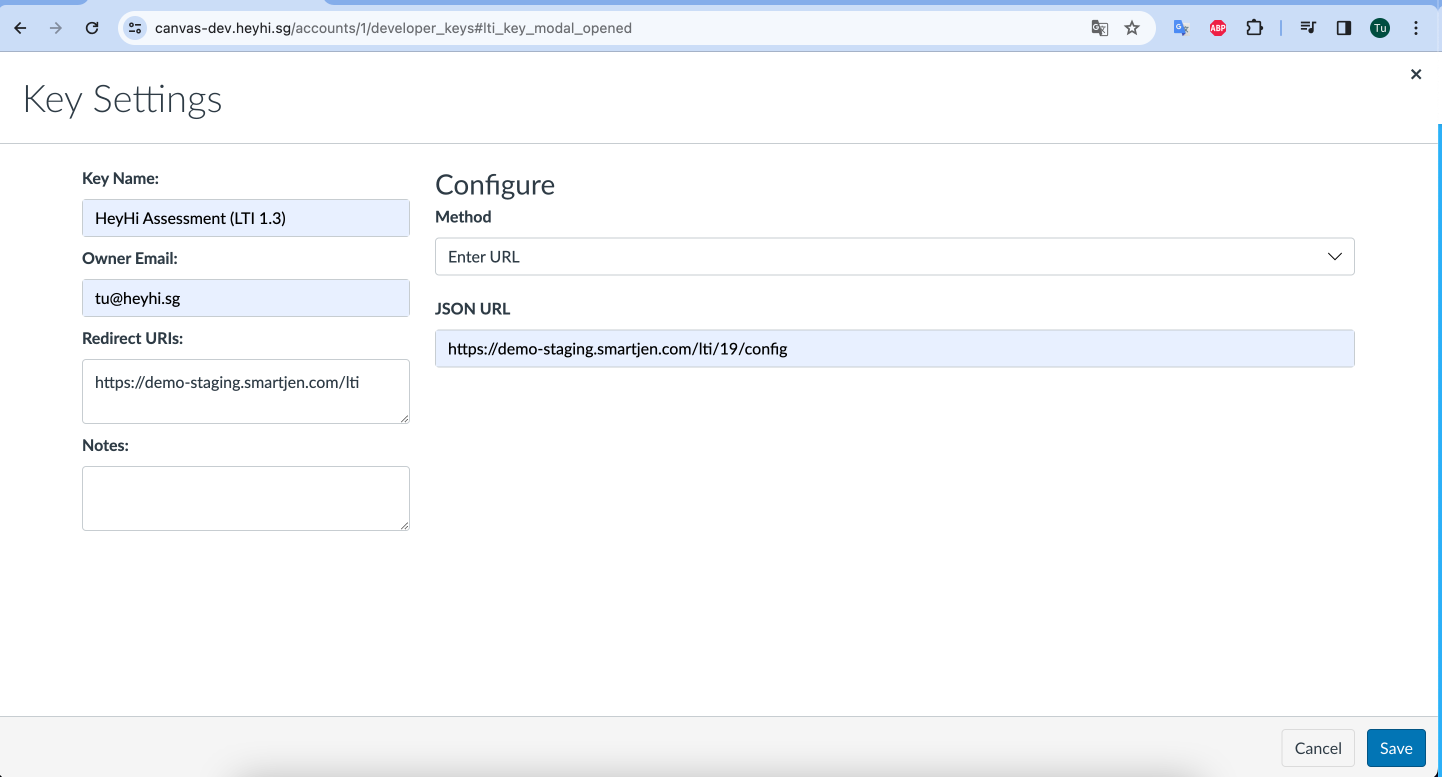 canvas-dev.heyhi.sg/accounts/1/developer_keys#lti_key_modal_opened
ABP
Tu
Key Settings
Key Name:
HeyHi Assessment (LTI 1.3)
Owner Email:
tu@heyhi.sg
Redirect URIs:
https://demo-staging.smartjen.com/lti
Notes:
Configure
Method
Enter URL
JSON URL
https://demo-staging.smartjen.com/lti/19/config
Cancel
Save